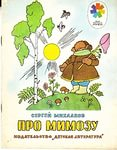 СЕРГЕЙ МИХАЛКОВ
ПРО МИМОЗУ
ИЗДАТЕЛЬСТВО „ДЕТСКАЯ ЛИТЕРАТУРА"